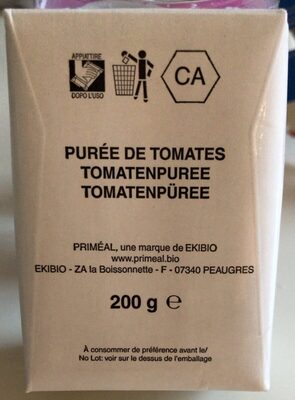 APPIATTIRE
DOPO L'USO
CA
PURÉE DE TOMATES
TOMATENPUREE
TOMATENPÜREE
PRIMÉAL, une marque de EKIBIO
www.primeal.bio
EKIBIO - ZA la Boissonnette - F - 07340 PEAUGRES
200 g ℮
À consommer de préférence avant le/
No Lot: voir sur le dessus de l'emballage